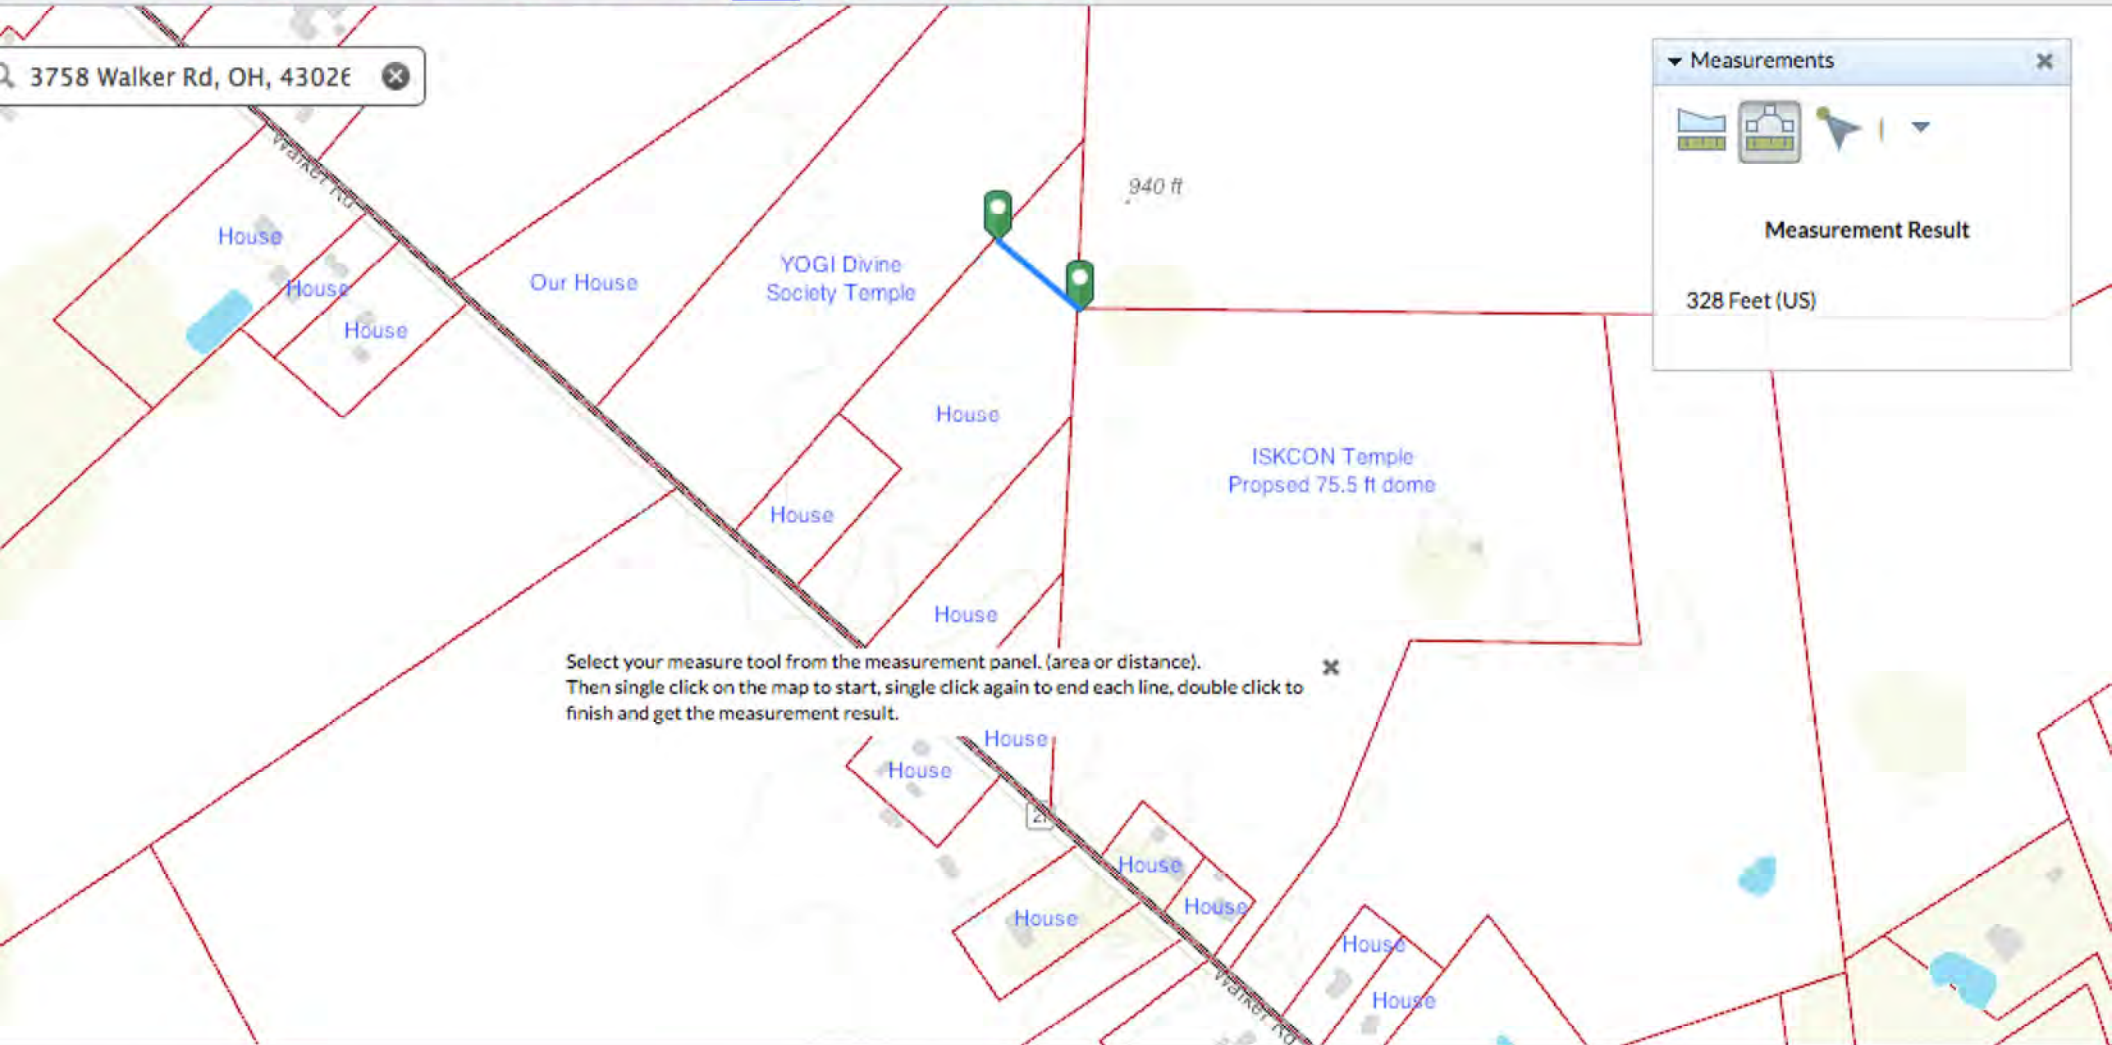 3758 Walker Rd, OH, 43026
Measurements
Measurement Result
328 Feet (US)
Walker Rd
940 ft
House
House
House
Our House
YOGI Divine
Society Temple
House
House
ISKCON Temple
Propsed 75.5 ft dome
House
Select your measure tool from the measurement panel. (area or distance).
Then single click on the map to start, single click again to end each line, double click to
finish and get the measurement result.
House
House
House
House
House
House
House
Walker Rd